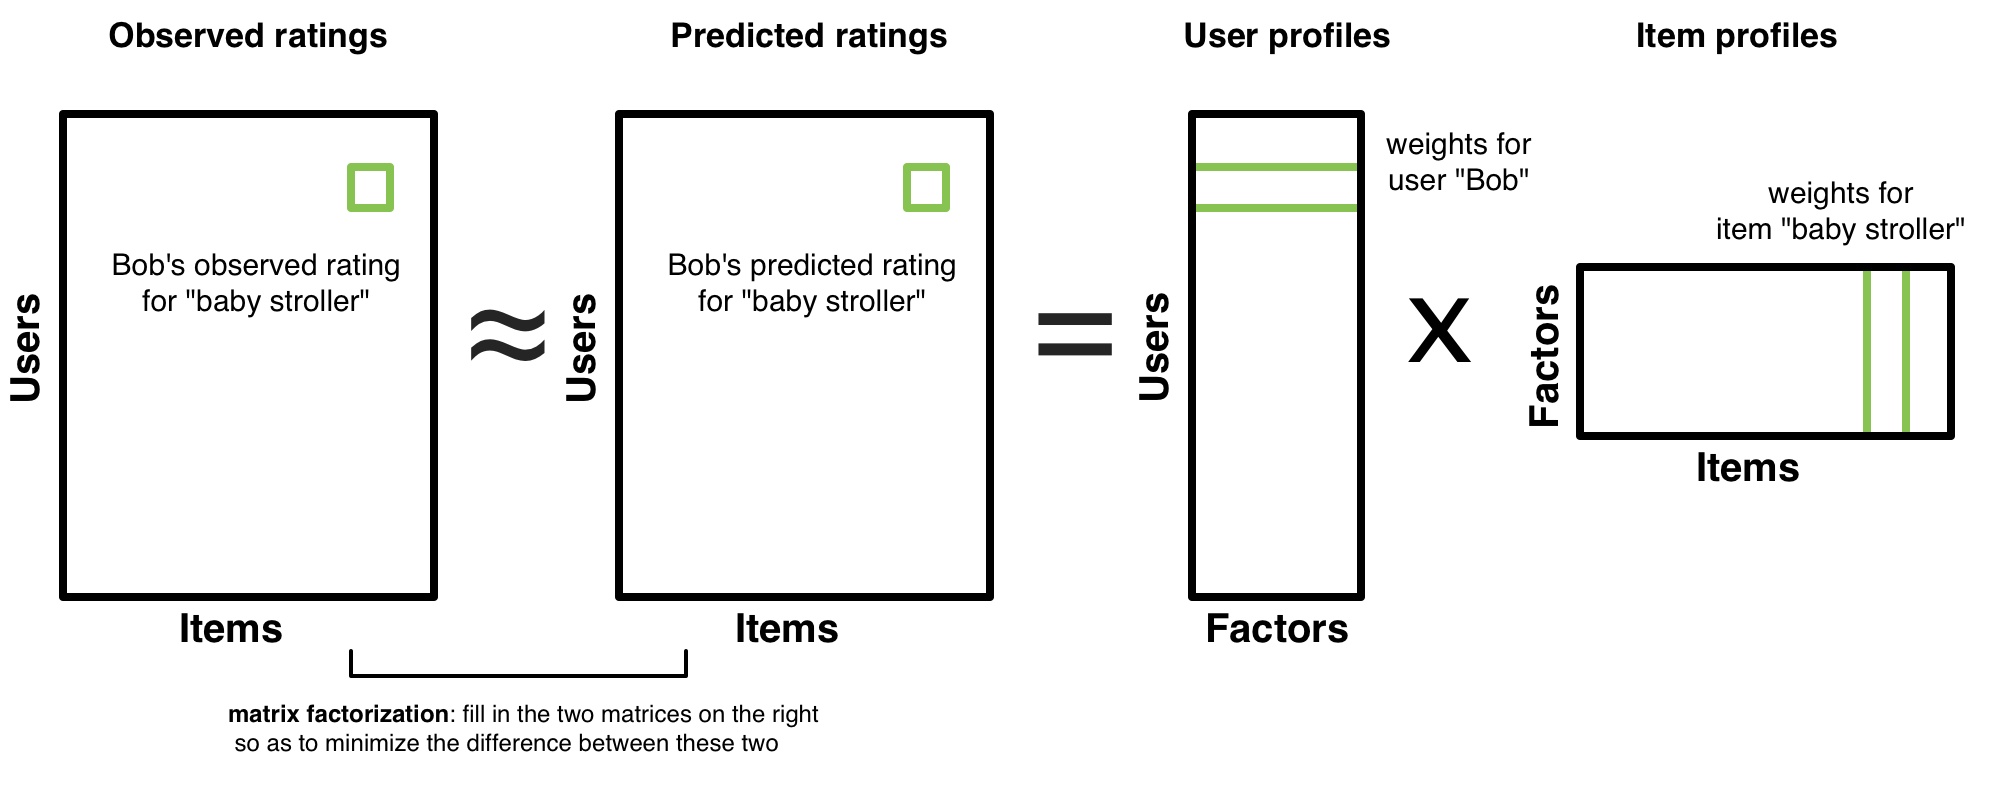 Observed ratings
Predicted ratings
User profiles
Item profiles
Users
Bob's observed rating
for "baby stroller"
Items
≈
Users
Bob's predicted rating
for "baby stroller"
Items
=
Users
weights for
user "Bob"
Factors
x
weights for
item "baby stroller"
Factors
Items
matrix factorization: fill in the two matrices on the right
so as to minimize the difference between these two